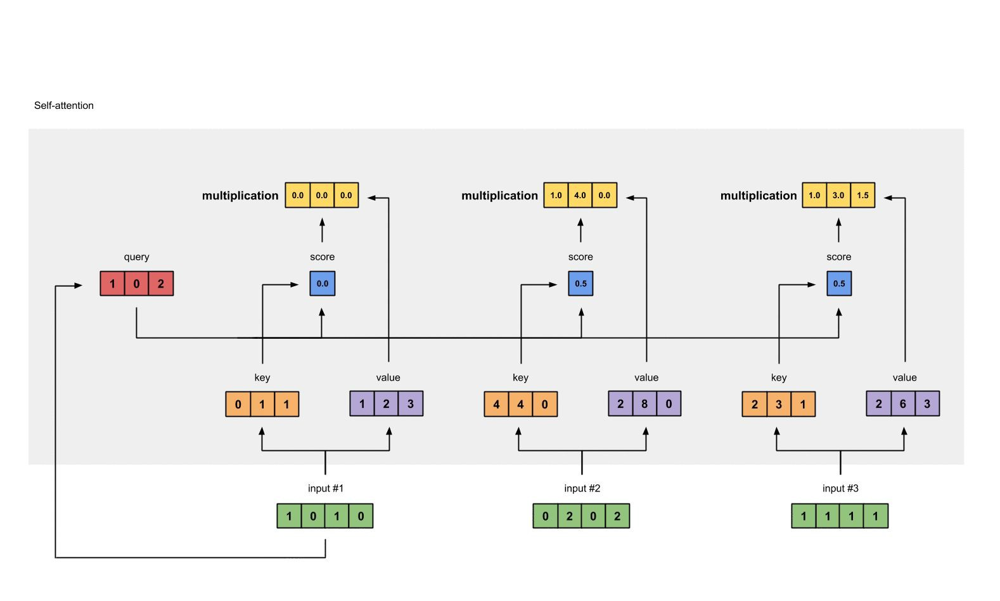 Self-attention
multiplication 0.0 0.0 0.0 multiplication 1.0 4.0 0.0 multiplication 1.0 3.0 1.5
query score score score
1 0 2 0.0 0.5 0.5
key value key value key value
0 1 1 1 2 3 4 4 0 2 8 0 2 3 1 2 6 3
input #1 input #2 input #3
1 0 1 0 0 2 0 2 1 1 1 1